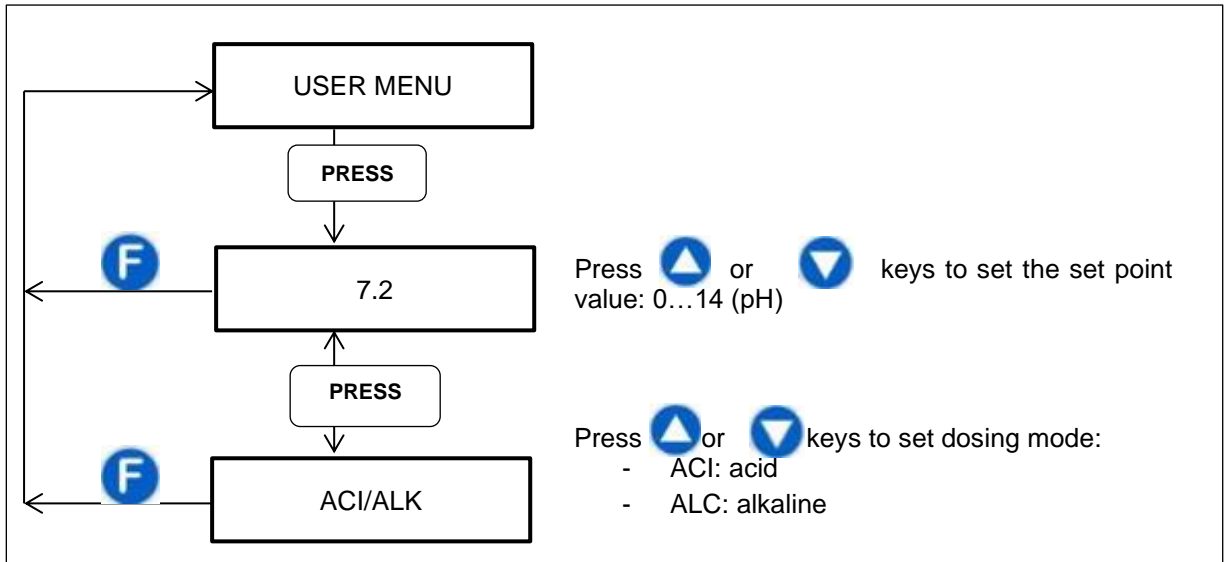 USER MENU
PRESS
F
7.2
Press or keys to set the set point
value: 0…14 (pH)
PRESS
Press or keys to set dosing mode:
- ACI: acid
- ALC: alkaline
F
ACI/ALK